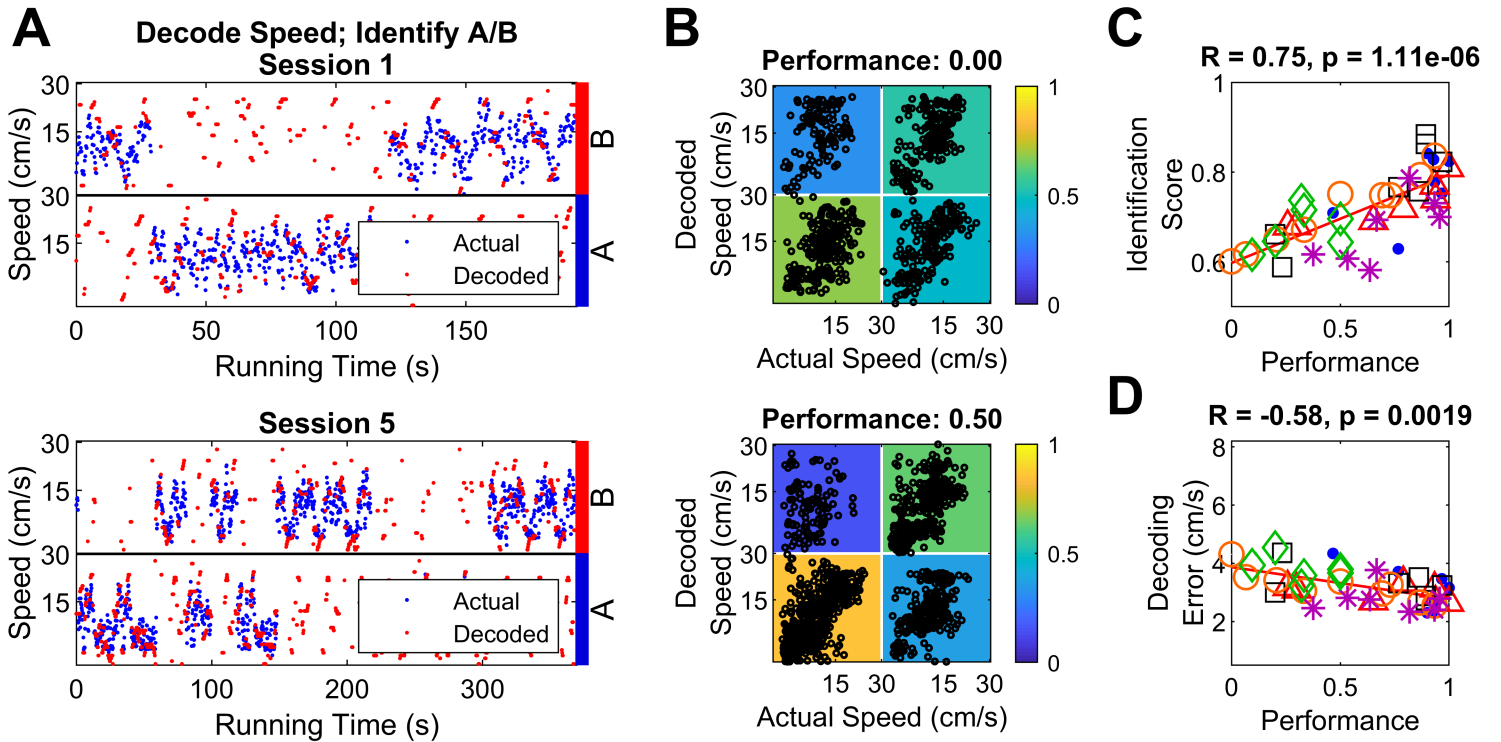 A
Decode Speed; Identify A/B
Session 1
Speed (cm/s)
30
15
30
15
B
A
Actual
Decoded
0
50
100
150
Running Time (s)
Session 5
Speed (cm/s)
30
15
30
15
B
A
Actual
Decoded
0
100
200
300
Running Time (s)
B
Performance: 0.00
Decoded
Speed (cm/s)
30
15
30
15
15
30
15
30
Actual Speed (cm/s)
1
0.5
0
Performance: 0.50
Decoded
Speed (cm/s)
30
15
30
15
15
30
15
30
Actual Speed (cm/s)
1
0.5
0
C
R = 0.75, p = 1.11e-06
Identification
Score
1
0.8
0.6
0
0.5
1
Performance
D
R = -0.58, p = 0.0019
Decoding
Error (cm/s)
8
6
4
2
0
0.5
1
Performance